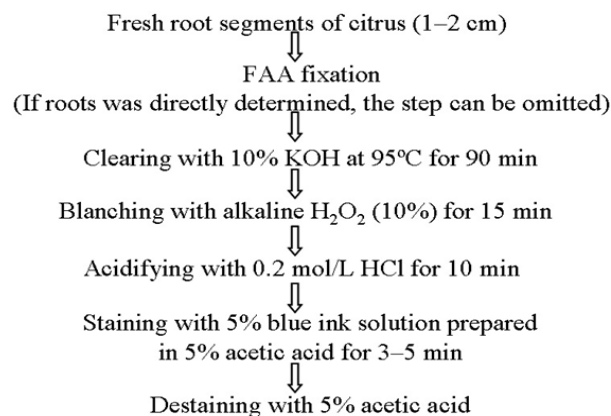 Fresh root segments of citrus (1–2 cm)
FAA fixation
(If roots was directly determined, the step can be omitted)
Clearing with 10% KOH at 95°C for 90 min
Blanching with alkaline H₂O₂ (10%) for 15 min
Acidifying with 0.2 mol/L HCl for 10 min
Staining with 5% blue ink solution prepared
in 5% acetic acid for 3–5 min
Destaining with 5% acetic acid